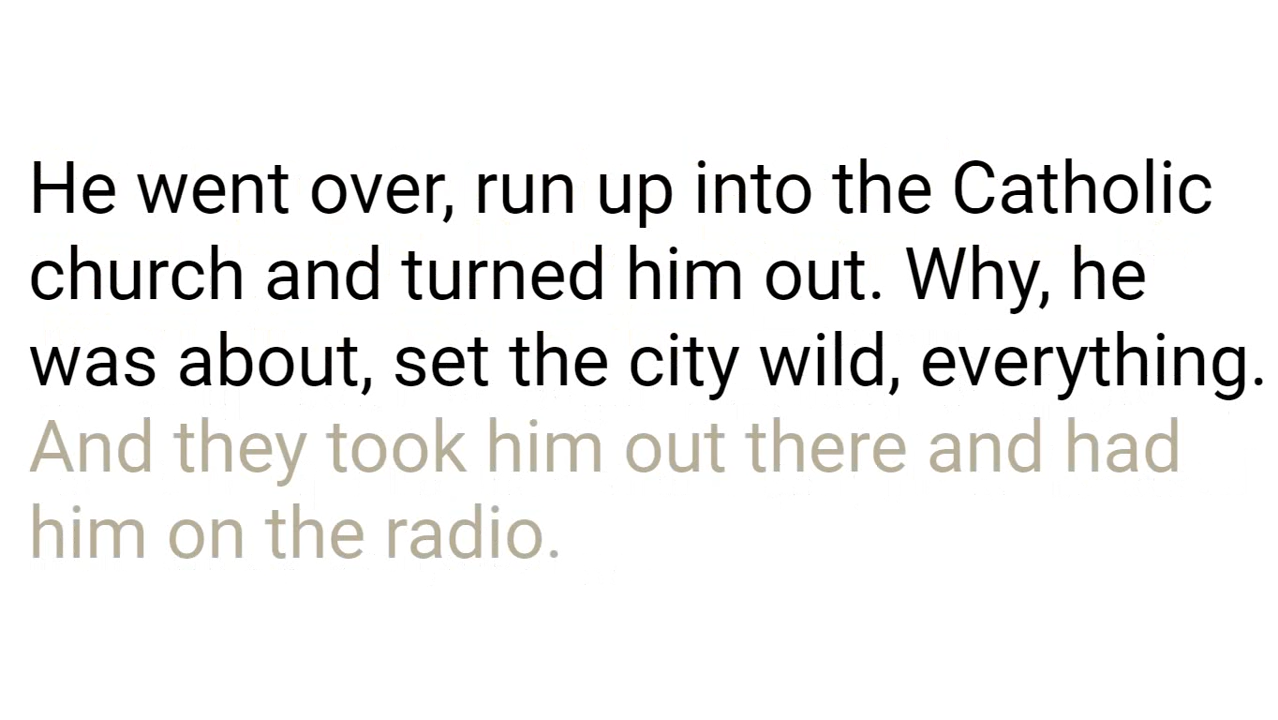 He went over, run up into the Catholic
church and turned him out. Why, he
was about, set the city wild, everything.
And they took him out there and had
him on the radio.